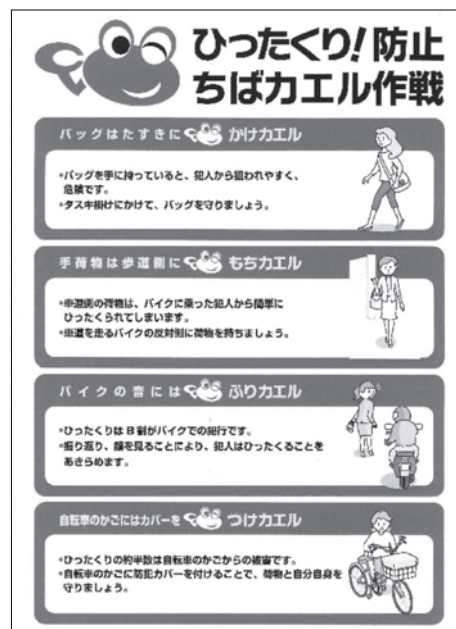 ひったくり!防止
ちばカエル作戦
バッグはたすきに かけカエル
•バッグを手に持っていると、犯人から狙われやすく、
危険です。
•タスキ掛けにかけて、バッグを守りましょう。
手荷物は歩道側に もちカエル
•車道側の荷物は、バイクに乗った犯人から簡単に
ひったくられてしまいます。
•車道を走るバイクの反対側に荷物を持ちましょう。
バイクの音には ふりカエル
•ひったくりは8割がバイクでの犯行です。
•振り返り、顔を見ることにより、犯人はひったくることを
あきらめます。
自転車のかごにはカバーを つけカエル
•ひったくりの約半数は自転車のかごからの被害です。
•自転車のかごに防犯カバーを付けることで、荷物と自分自身を
守りましょう。